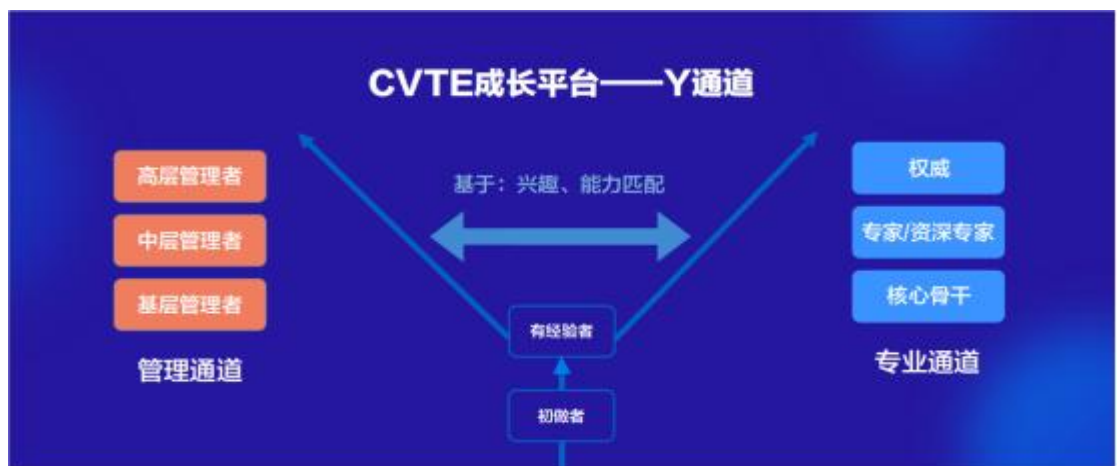 CVTE成长平台——Y通道
基于：兴趣、能力匹配
高层管理者
中层管理者
基层管理者
管理通道
权威
专家/资深专家
核心骨干
专业通道
有经验者
初做者